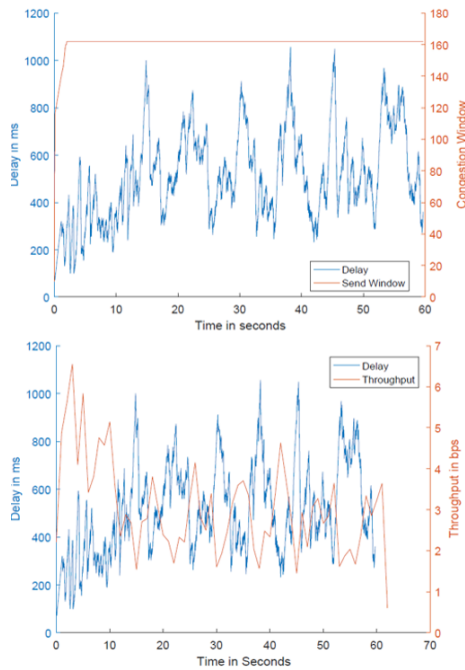 1200
1000
800
600
400
200
0
Delay in ms
180
160
140
120
100
80
60
40
20
0
Congestion Window
Delay
Send Window
0 10 20 30 40 50 60
Time in seconds
1200
1000
800
600
400
200
0
Delay in ms
7
6
5
4
3
2
1
0
Throughput in bps
Delay
Throughput
0 10 20 30 40 50 60 70
Time in Seconds